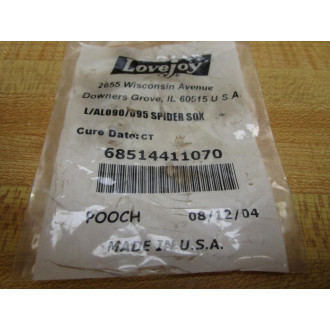 Lovejoy
2655 Wisconsin Avenue
Downers Grove, IL 60515 U S.A.
L/AL090/095 SPIDER SOX
Cure Date: CT
68514411070
POOCH 08/12/04
MADE IN U.S.A.